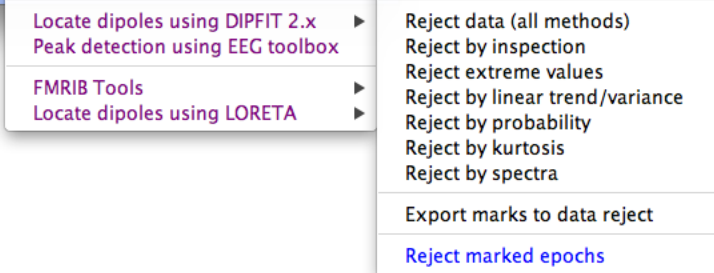 Locate dipoles using DIPFIT 2.x
Peak detection using EEG toolbox
FMRIB Tools
Locate dipoles using LORETA
Reject data (all methods)
Reject by inspection
Reject extreme values
Reject by linear trend/variance
Reject by probability
Reject by kurtosis
Reject by spectra
Export marks to data reject
Reject marked epochs